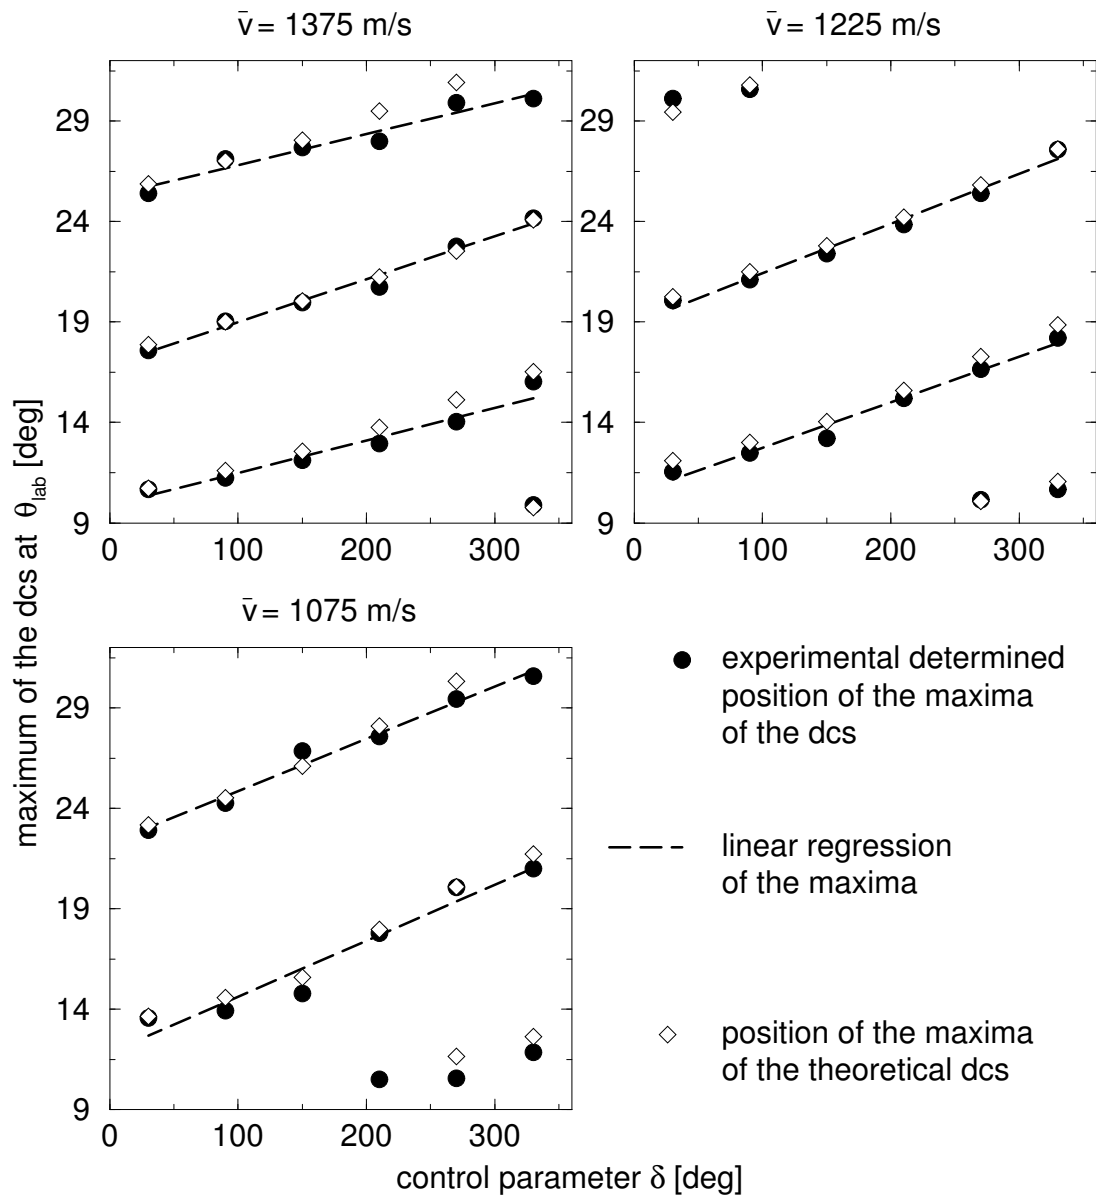 v̄ = 1375 m/s
v̄ = 1225 m/s
29
24
19
14
9
0 100 200 300
29
24
19
14
9
0 100 200 300
maximum of the dcs at θlab [deg]
v̄ = 1075 m/s
29
24
19
14
9
0 100 200 300
control parameter δ [deg]
experimental determined
position of the maxima
of the dcs
linear regression
of the maxima
position of the maxima
of the theoretical dcs